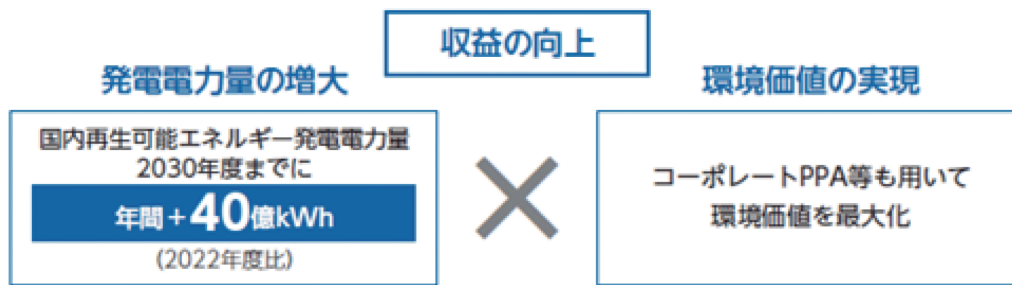 収益の向上
発電電力量の増大
国内再生可能エネルギー発電電力量
2030年度までに
年間+40億kWh
(2022年度比)
×
環境価値の実現
コーポレートPPA等も用いて
環境価値を最大化